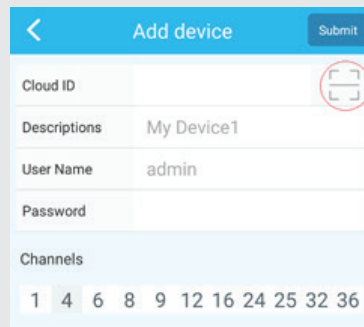 Add device Submit
Cloud ID
Descriptions My Device1
User Name admin
Password
Channels
1 4 6 8 9 12 16 24 25 32 36